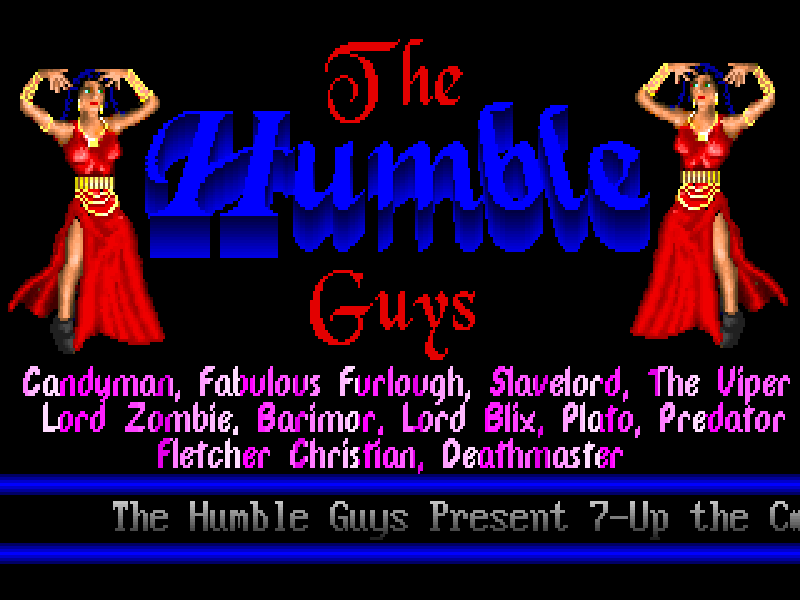 The
Humble
Guys
Candyman, Fabulous Furlough, Slavelord, The Viper
Lord Zombie, Barimor, Lord Blix, Plato, Predator
Fletcher Christian, Deathmaster
The Humble Guys Present 7-Up the